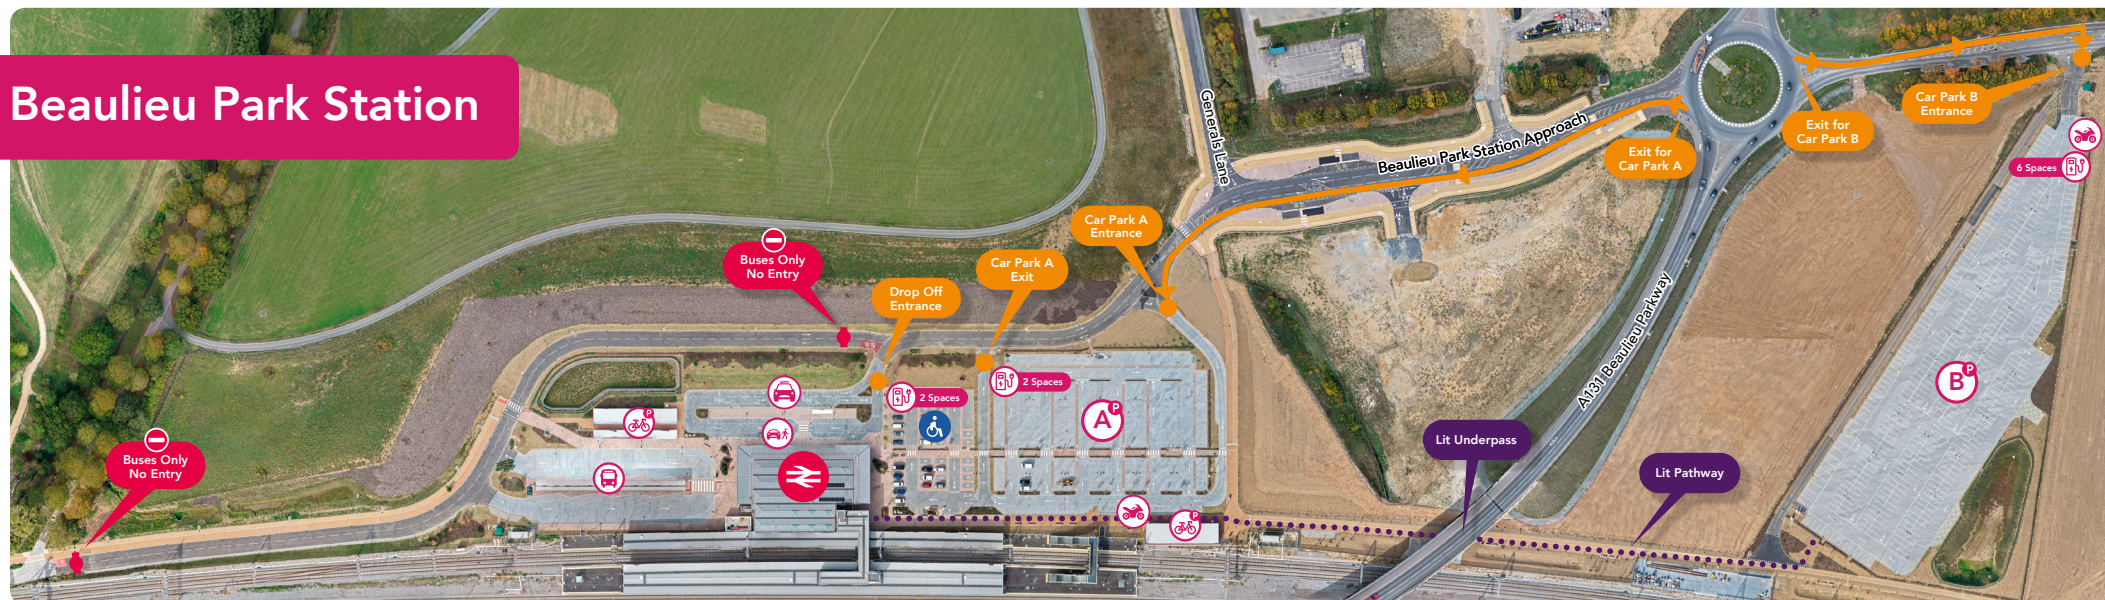 Beaulieu Park Station
Generals Lane
Beaulieu Park Station Approach
Exit for
Car Park A
Exit for
Car Park B
Car Park B
Entrance
6 Spaces
P
B
Car Park A
Entrance
Car Park A
Exit
Buses Only
No Entry
Drop Off
Entrance
2 Spaces
2 Spaces
P
A
P
Buses Only
No Entry
A131 Beaulieu Parkway
Lit Underpass
Lit Pathway
P